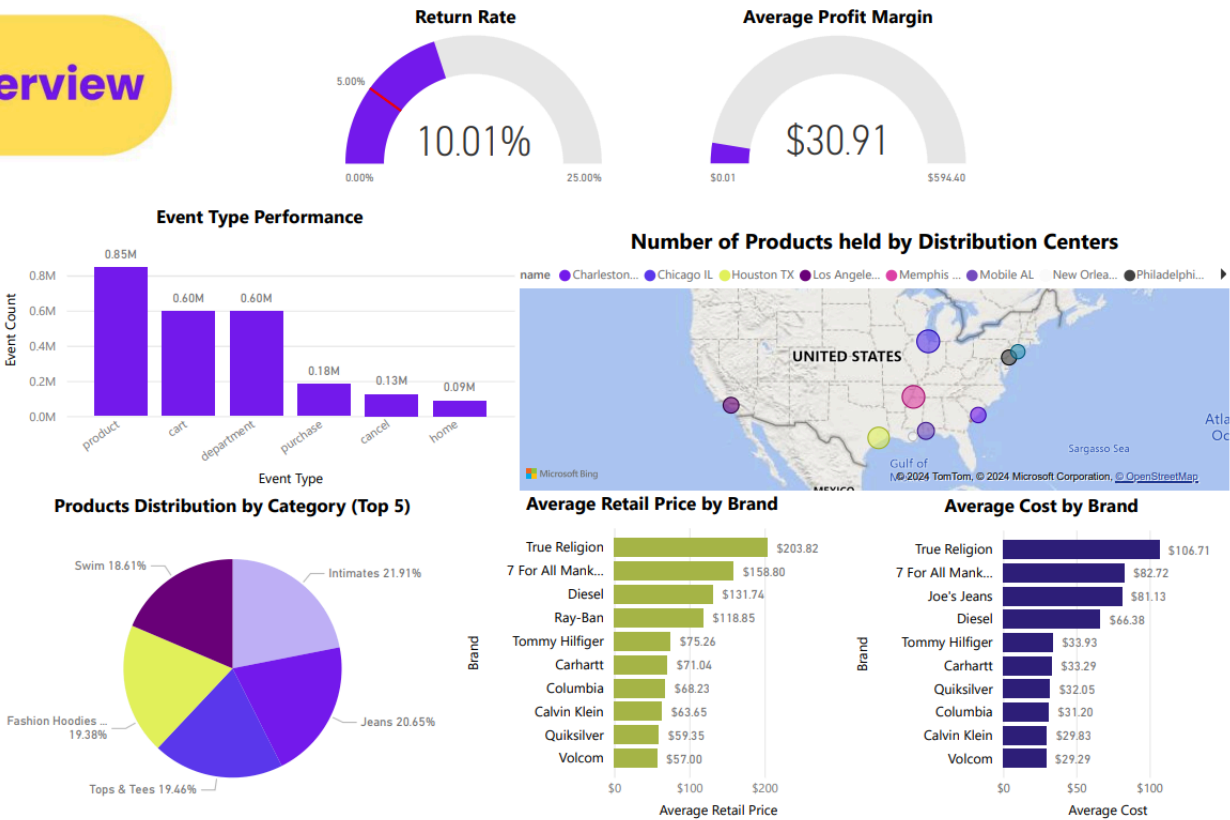 erview
Return Rate
5.00%
10.01%
0.00%
25.00%
Average Profit Margin
$30.91
$0.01
$594.40
Event Type Performance
Event Count
0.8M
0.6M
0.4M
0.2M
0.0M
0.85M
0.60M
0.60M
0.18M
0.13M
0.09M
product
cart
department
purchase
cancel
home
Event Type
Number of Products held by Distribution Centers
name Charleston... Chicago IL Houston TX Los Angele... Memphis ... Mobile AL New Orlea... Philadelphi...
UNITED STATES
Atla
Oc
Sargasso Sea
Gulf of
Microsoft Bing
© 2024 TomTom, © 2024 Microsoft Corporation, © OpenStreetMap
MEXICO
Products Distribution by Category (Top 5)
Swim 18.61%
Intimates 21.91%
Fashion Hoodies ...
19.38%
Jeans 20.65%
Tops & Tees 19.46%
Average Retail Price by Brand
Brand
True Religion $203.82
7 For All Mank... $158.80
Diesel $131.74
Ray-Ban $118.85
Tommy Hilfiger $75.26
Carhartt $71.04
Columbia $68.23
Calvin Klein $63.65
Quiksilver $59.35
Volcom $57.00
$0 $100 $200
Average Retail Price
Average Cost by Brand
Brand
True Religion $106.71
7 For All Mank... $82.72
Joe's Jeans $81.13
Diesel $66.38
Tommy Hilfiger $33.93
Carhartt $33.29
Quiksilver $32.05
Columbia $31.20
Calvin Klein $29.83
Volcom $29.29
$0 $50 $100
Average Cost